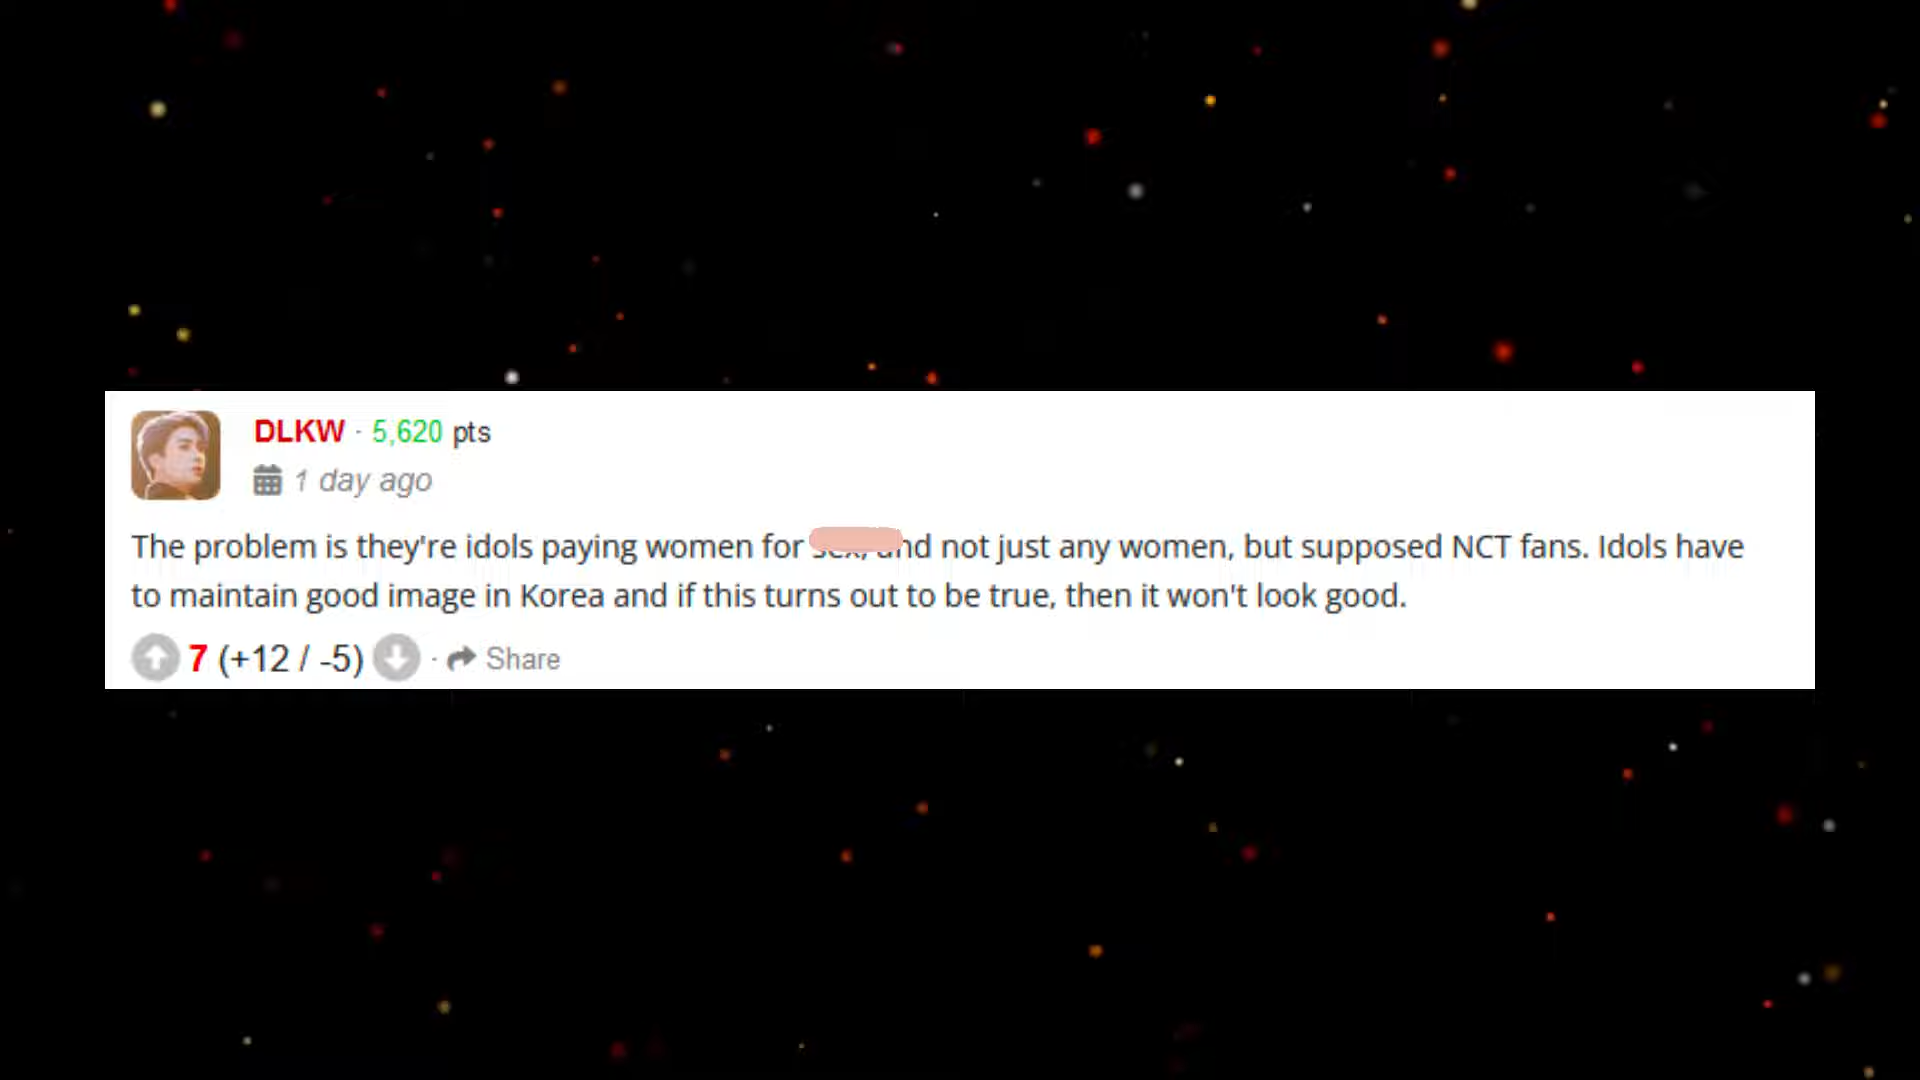 DLKW · 5,620 pts
1 day ago
The problem is they're idols paying women for sex, and not just any women, but supposed NCT fans. Idols have
to maintain good image in Korea and if this turns out to be true, then it won't look good.
7 (+12 / -5) · Share